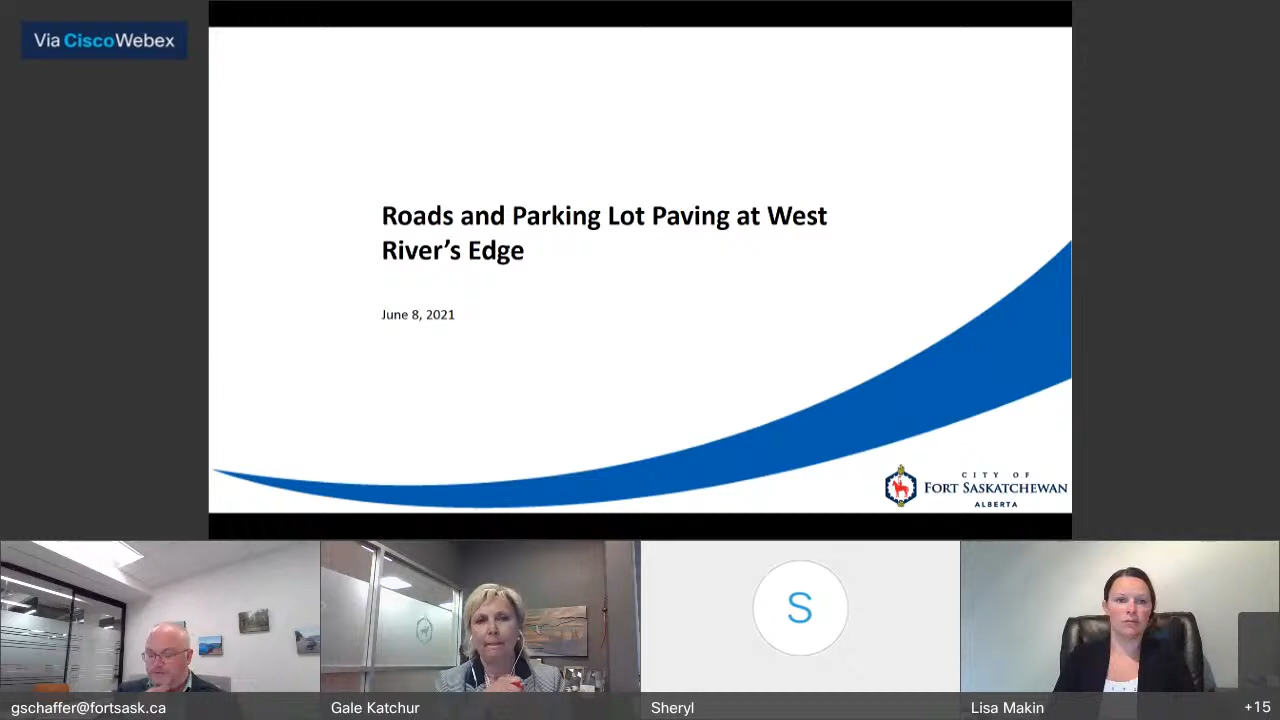 Via CiscoWebex
Roads and Parking Lot Paving at West
River's Edge
June 8, 2021
CITY OF
FORT SASKATCHEWAN
ALBERTA
S
gschaffer@fortsask.ca
Gale Katchur
Sheryl
Lisa Makin
+15